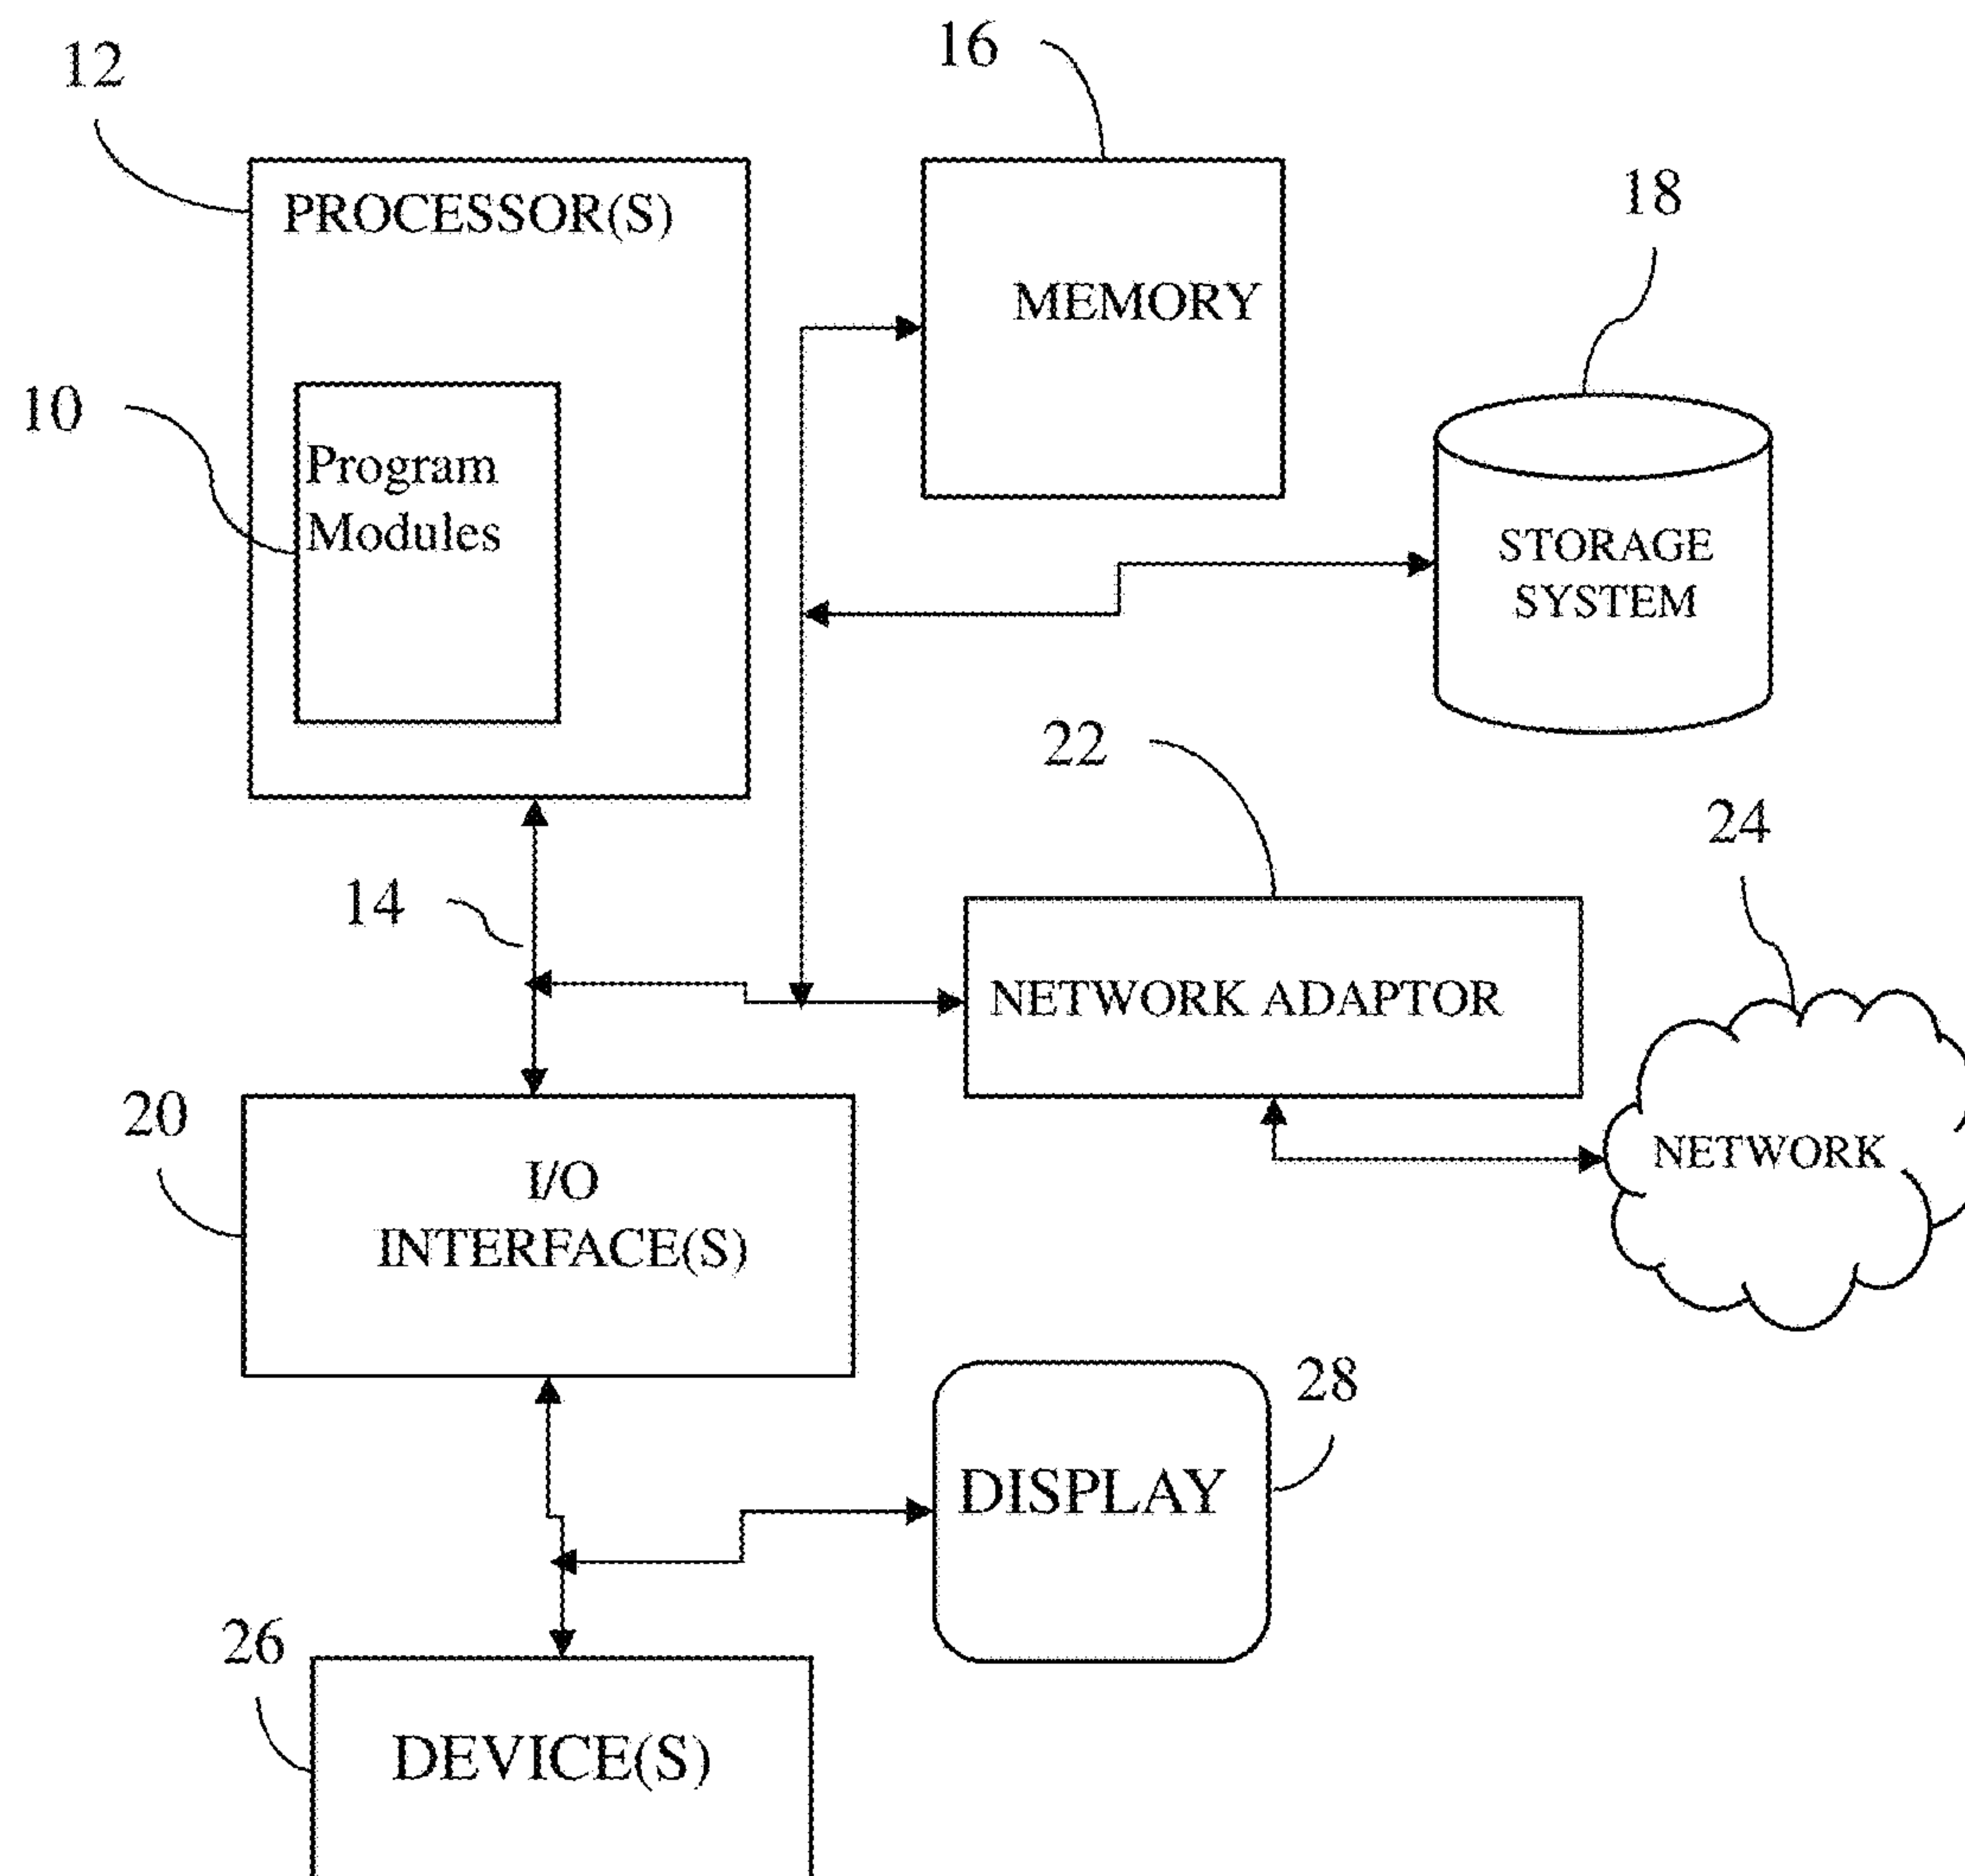 12
16
PROCESSOR(S)
MEMORY
18
10
Program
Modules
STORAGE
SYSTEM
22
24
14
NETWORK ADAPTOR
20
I/O
INTERFACE(S)
NETWORK
28
DISPLAY
26
DEVICE(S)